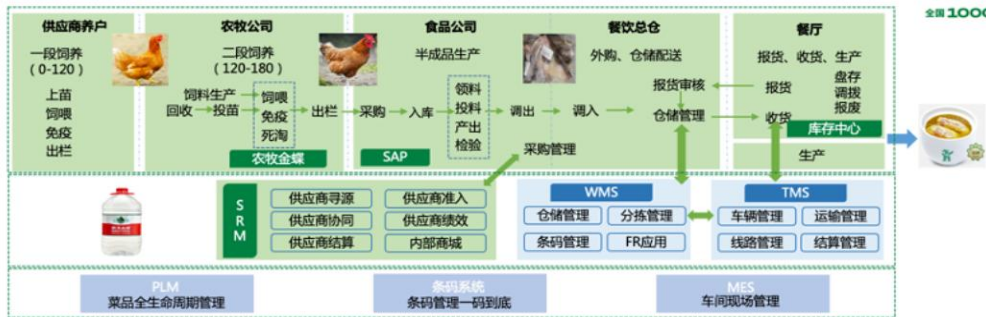 全国1000
供应商养户
一段饲养
（0-120）
上苗
饲喂
免疫
出栏
农牧公司
二段饲养
（120-180）
饲料生产
回收
投苗
饲喂
免疫
死淘
出栏
农牧金蝶
食品公司
半成品生产
采购
入库
领料
投料
产出
检验
调出
SAP
餐饮总仓
外购、仓储配送
调入
报货审核
仓储管理
采购管理
餐厅
报货、收货、生产
报货
盘存
调拨
报废
收货
库存中心
生产
SRM
供应商寻源
供应商准入
供应商协同
供应商绩效
供应商结算
内部商城
WMS
仓储管理
分拣管理
条码管理
FR应用
TMS
车辆管理
运输管理
线路管理
结算管理
PLM
菜品全生命周期管理
条码系统
条码管理一码到底
MES
车间现场管理